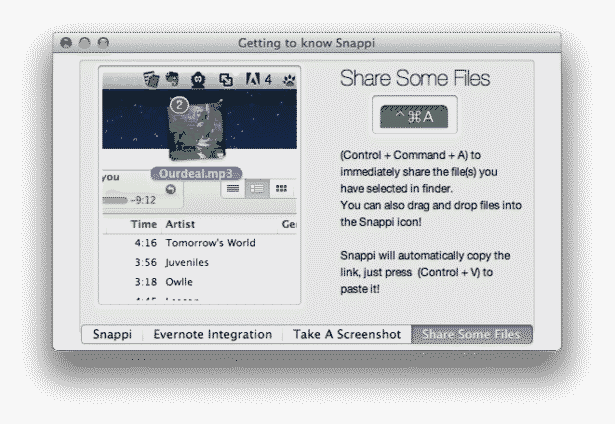 Getting to know Snappi
4
2
Ourdeal.mp3
you
-9:12
Time Artist Ge
4:16 Tomorrow's World
3:56 Juveniles
3:18 Owlle
Share Some Files
⌃⌘A
(Control + Command + A) to
immediately share the file(s) you
have selected in finder.
You can also drag and drop files into
the Snappi icon!
Snappi will automatically copy the
link, just press (Control + V) to
paste it!
Snappi Evernote Integration Take A Screenshot Share Some Files